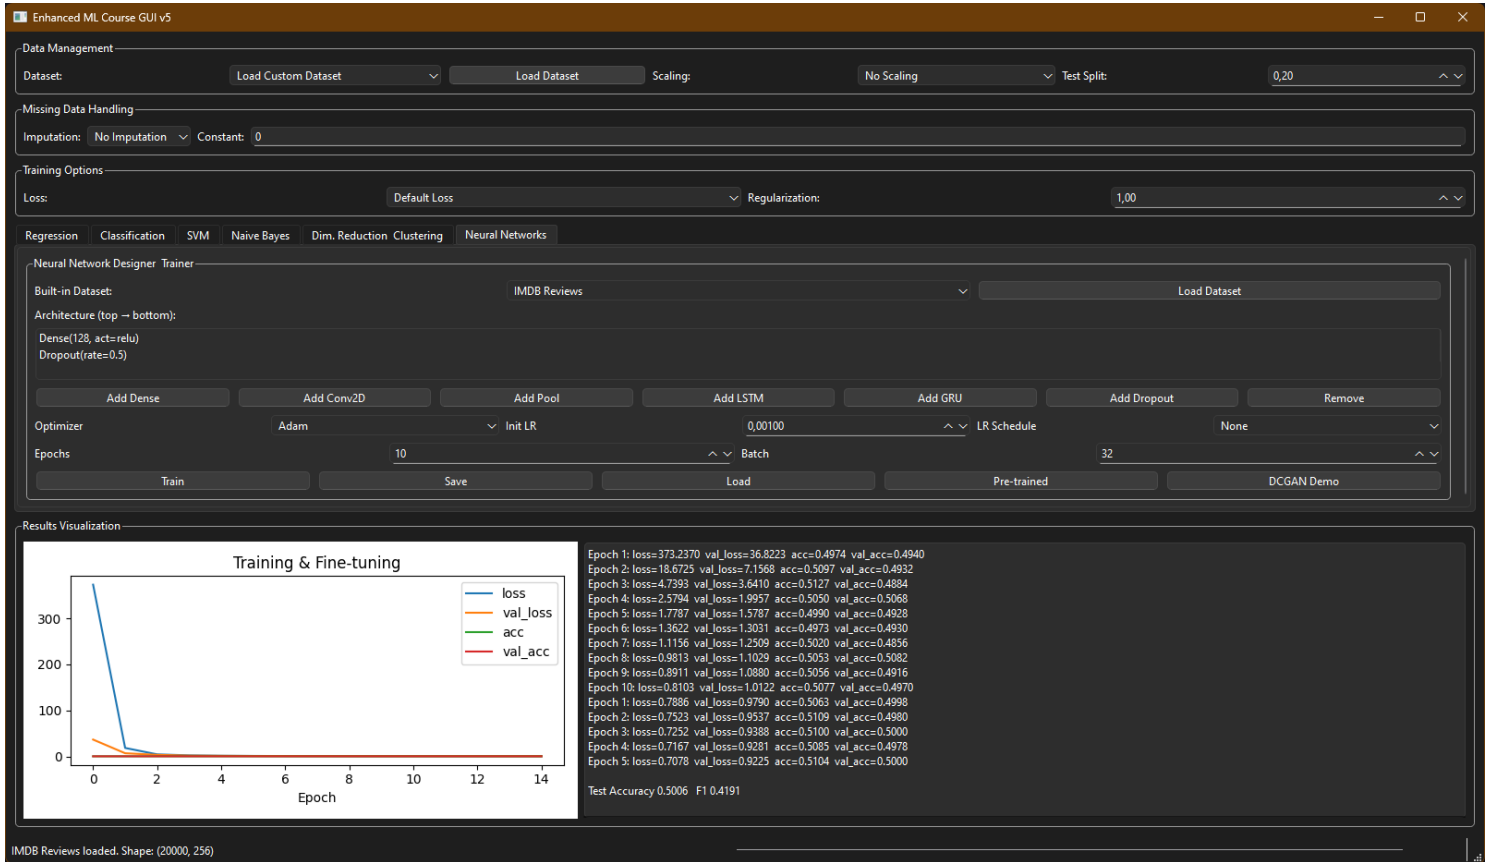 Enhanced ML Course GUI v5
Data Management
Dataset: Load Custom Dataset Load Dataset Scaling: No Scaling Test Split: 0,20
Missing Data Handling
Imputation: No Imputation Constant: 0
Training Options
Loss: Default Loss Regularization: 1,00
Regression Classification SVM Naive Bayes Dim. Reduction Clustering Neural Networks
Neural Network Designer Trainer
Built-in Dataset: IMDB Reviews Load Dataset
Architecture (top → bottom):
Dense(128, act=relu)
Dropout(rate=0.5)
Add Dense Add Conv2D Add Pool Add LSTM Add GRU Add Dropout Remove
Optimizer Adam Init LR 0,00100 LR Schedule None
Epochs 10 Batch 32
Train Save Load Pre-trained DCGAN Demo
Results Visualization
Training & Fine-tuning
loss
val_loss
acc
val_acc
300
200
100
0
0 2 4 6 8 10 12 14
Epoch
Epoch 1: loss=373.2370 val_loss=36.8223 acc=0.4974 val_acc=0.4940
Epoch 2: loss=18.6725 val_loss=7.1568 acc=0.5097 val_acc=0.4932
Epoch 3: loss=4.7393 val_loss=3.6410 acc=0.5127 val_acc=0.4884
Epoch 4: loss=2.5794 val_loss=1.9957 acc=0.5050 val_acc=0.5068
Epoch 5: loss=1.7787 val_loss=1.5787 acc=0.4990 val_acc=0.4928
Epoch 6: loss=1.3622 val_loss=1.3031 acc=0.4973 val_acc=0.4930
Epoch 7: loss=1.1156 val_loss=1.2509 acc=0.5020 val_acc=0.4856
Epoch 8: loss=0.9813 val_loss=1.1029 acc=0.5053 val_acc=0.5082
Epoch 9: loss=0.8911 val_loss=1.0880 acc=0.5056 val_acc=0.4916
Epoch 10: loss=0.8103 val_loss=1.0122 acc=0.5077 val_acc=0.4970
Epoch 1: loss=0.7886 val_loss=0.9790 acc=0.5063 val_acc=0.4998
Epoch 2: loss=0.7523 val_loss=0.9537 acc=0.5109 val_acc=0.4980
Epoch 3: loss=0.7252 val_loss=0.9388 acc=0.5100 val_acc=0.5000
Epoch 4: loss=0.7167 val_loss=0.9281 acc=0.5085 val_acc=0.4978
Epoch 5: loss=0.7078 val_loss=0.9225 acc=0.5104 val_acc=0.5000
Test Accuracy 0.5006 F1 0.4191
IMDB Reviews loaded. Shape: (20000, 256)